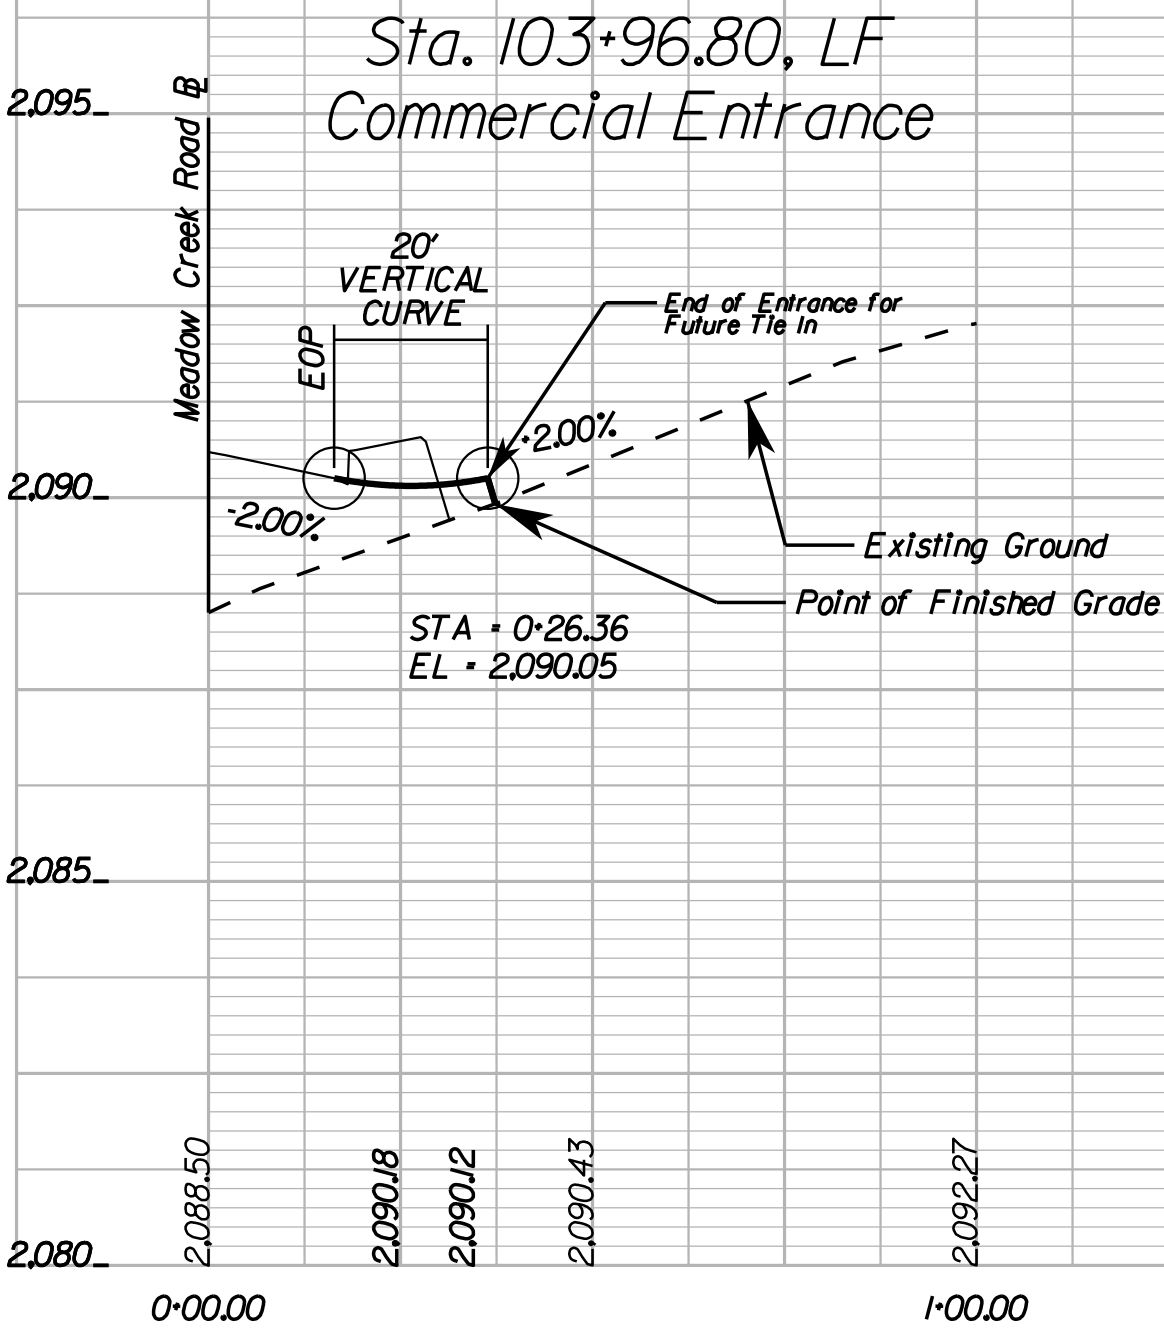 Sta. 103+96.80, LF
Commercial Entrance
2,095
Meadow Creek Road BL
20'
VERTICAL
CURVE
EOP
End of Entrance for
Future Tie In
+2.00%
2,090
-2.00%
Existing Ground
Point of Finished Grade
STA = 0+26.36
EL = 2,090.05
2,085
2,088.50
2,090.18
2,090.12
2,090.43
2,092.27
2,080
0+00.00
1+00.00